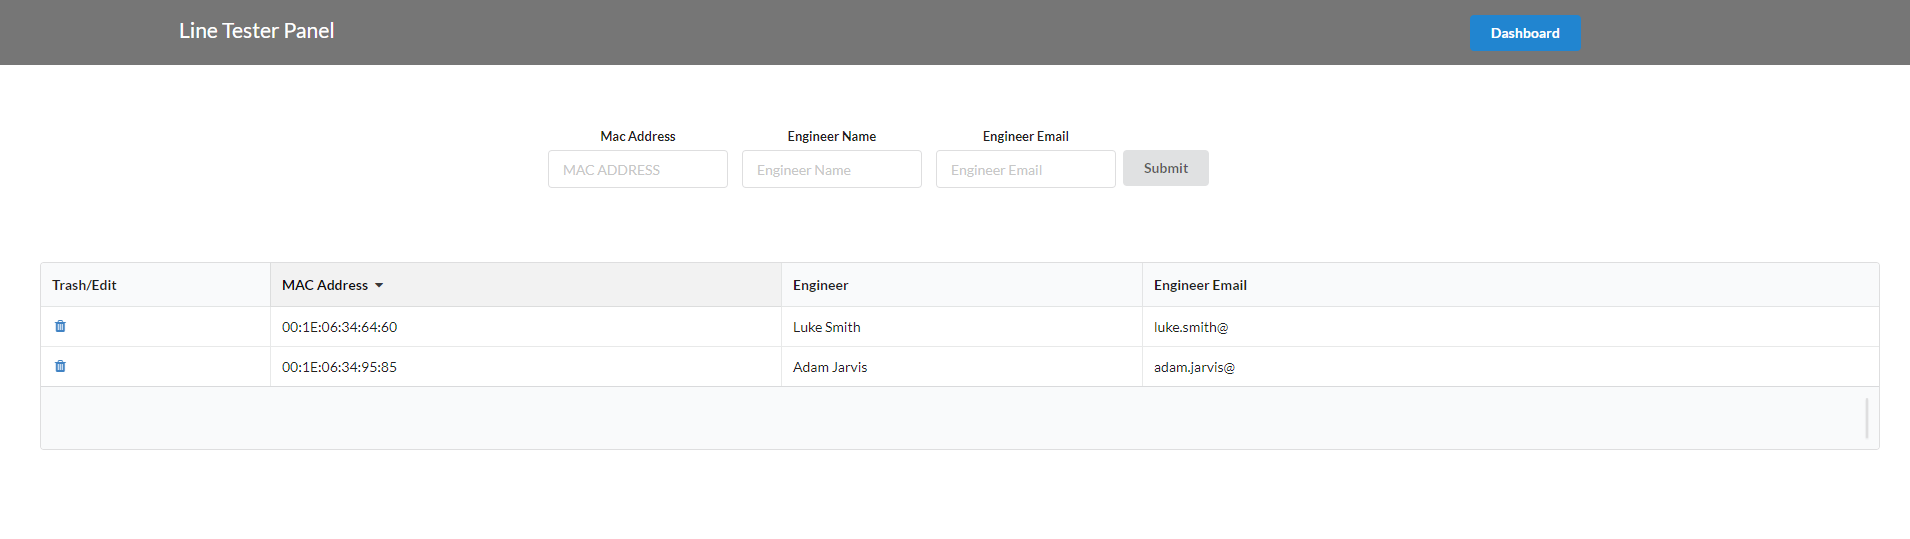 Line Tester Panel
Dashboard
Mac Address Engineer Name Engineer Email
MAC ADDRESS Engineer Name Engineer Email Submit
Trash/Edit MAC Address Engineer Engineer Email
00:1E:06:34:64:60 Luke Smith luke.smith@
00:1E:06:34:95:85 Adam Jarvis adam.jarvis@